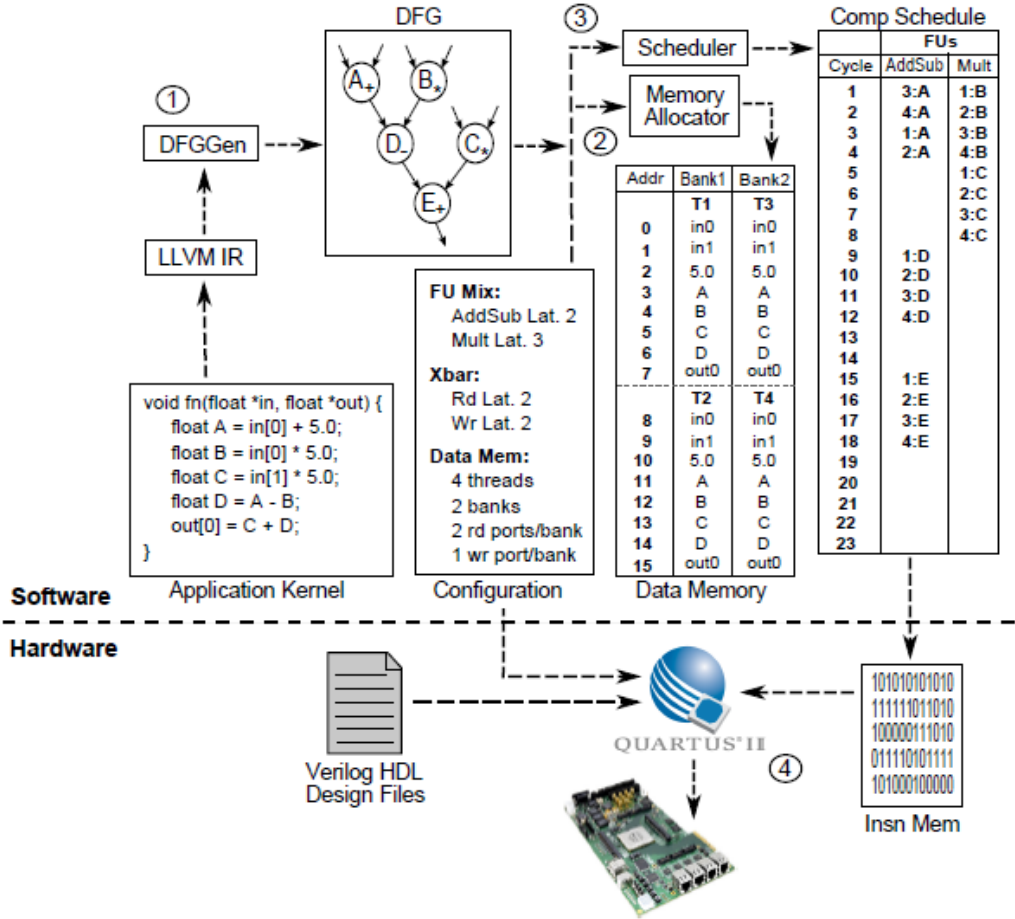 DFG
A+
B*
D-
C*
E+
1
DFGGen
LLVM IR
void fn(float *in, float *out) {
float A = in[0] + 5.0;
float B = in[0] * 5.0;
float C = in[1] * 5.0;
float D = A - B;
out[0] = C + D;
}
Application Kernel
FU Mix:
AddSub Lat. 2
Mult Lat. 3
Xbar:
Rd Lat. 2
Wr Lat. 2
Data Mem:
4 threads
2 banks
2 rd ports/bank
1 wr port/bank
Configuration
3
Scheduler
2
Memory
Allocator
Addr Bank1 Bank2
T1 T3
0 in0 in0
1 in1 in1
2 5.0 5.0
3 A A
4 B B
5 C C
6 D D
7 out0 out0
T2 T4
8 in0 in0
9 in1 in1
10 5.0 5.0
11 A A
12 B B
13 C C
14 D D
15 out0 out0
Data Memory
Comp Schedule
FUs
Cycle AddSub Mult
1 3:A 1:B
2 4:A 2:B
3 1:A 3:B
4 2:A 4:B
5 1:C
6 2:C
7 3:C
8 4:C
9 1:D
10 2:D
11 3:D
12 4:D
13
14
15 1:E
16 2:E
17 3:E
18 4:E
19
20
21
22
23
Software
Hardware
Verilog HDL
Design Files
QUARTUS® II
4
101010101010
111111011010
100000111010
011110101111
101000100000
Insn Mem